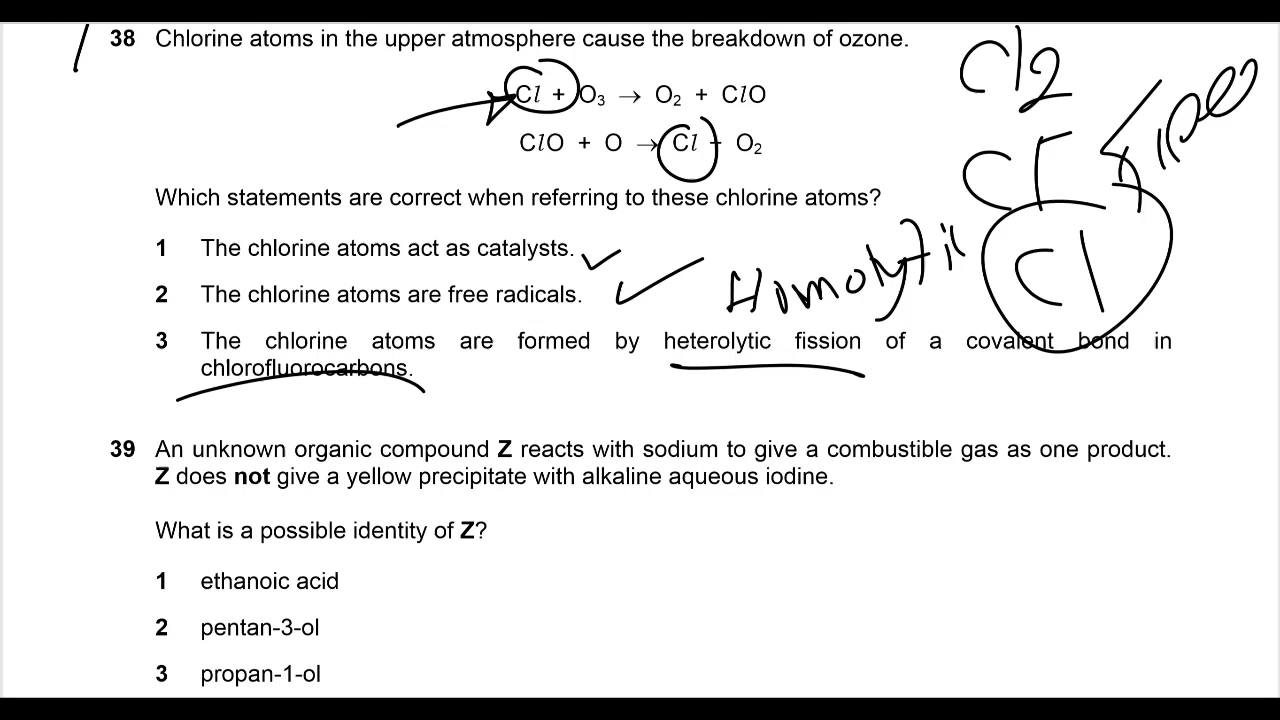 38 Chlorine atoms in the upper atmosphere cause the breakdown of ozone.
Cl2
Cl + O₃ → O₂ + ClO
ClO + O → Cl + O₂
Cl
Which statements are correct when referring to these chlorine atoms?
1 The chlorine atoms act as catalysts.
Homolytic
Cl
2 The chlorine atoms are free radicals.
3 The chlorine atoms are formed by heterolytic fission of a covalent bond in
chlorofluorocarbons.
39 An unknown organic compound Z reacts with sodium to give a combustible gas as one product.
Z does not give a yellow precipitate with alkaline aqueous iodine.
What is a possible identity of Z?
1 ethanoic acid
2 pentan-3-ol
3 propan-1-ol